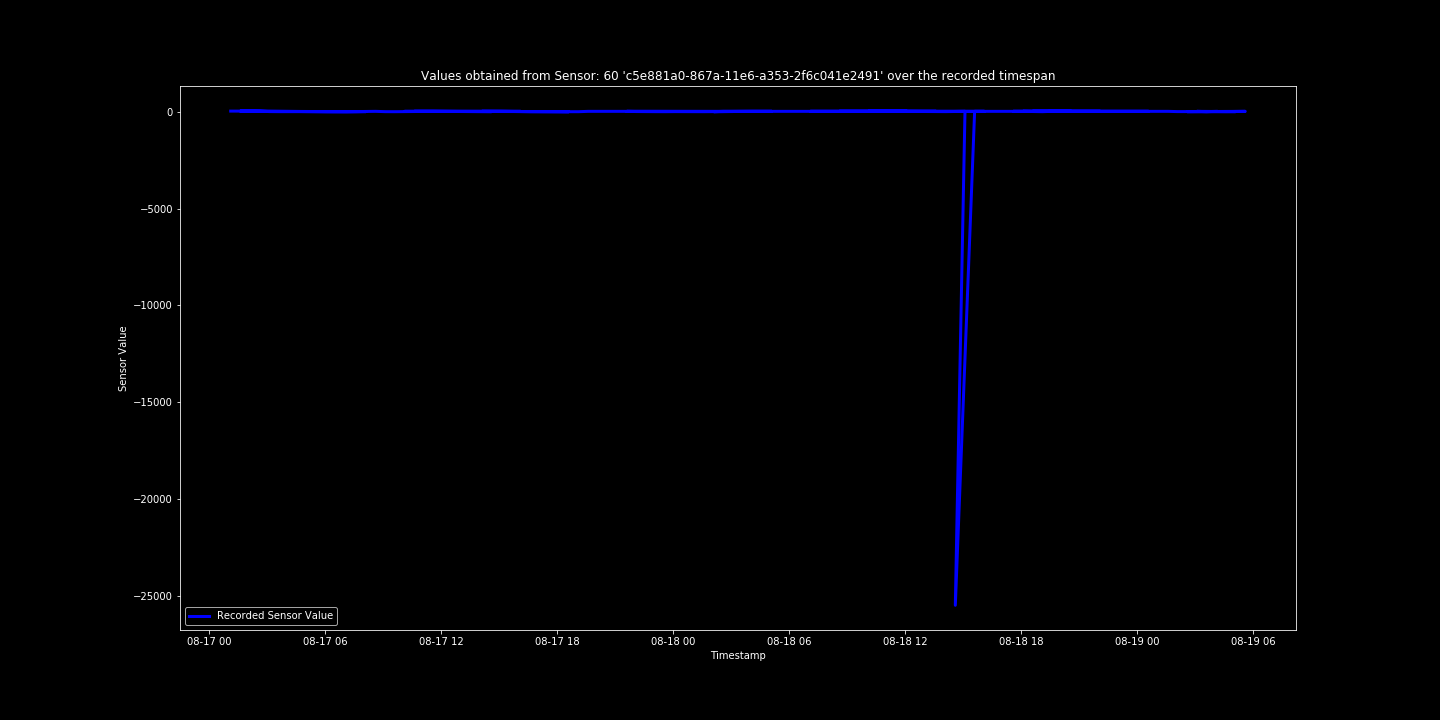 Values obtained from Sensor: 60 'c5e881a0-867a-11e6-a353-2f6c041e2491' over the recorded timespan
0
−5000
−10000
−15000
−20000
−25000
Sensor Value
Recorded Sensor Value
08-17 00 08-17 06 08-17 12 08-17 18 08-18 00 08-18 06 08-18 12 08-18 18 08-19 00 08-19 06
Timestamp